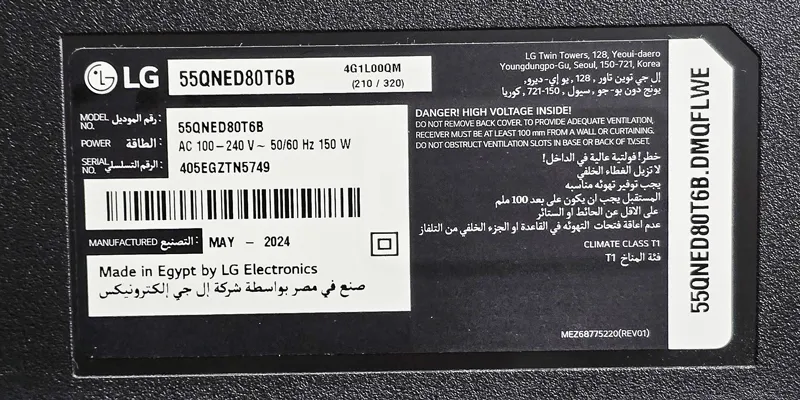 LG
55QNED80T6B
4G1L00QM
(210 / 320)
MODEL NO. رقم الموديل :
55QNED80T6B
POWER الطاقة :
AC 100 – 240 V ~ 50/60 Hz 150 W
SERIAL NO. الرقم التسلسلي :
405EGZTN5749
MANUFACTURED التصنيع :
MAY – 2024
Made in Egypt by LG Electronics
صنع في مصر بواسطة شركة إل جي إلكترونيكس
LG Twin Towers, 128, Yeoui-daero
Youngdungpo-Gu, Seoul, 150-721, Korea
إل جي توين تاور , 128, يو إي- ديرو,
يونج دون بو-جو , سيول , 150-721, كوريا
DANGER! HIGH VOLTAGE INSIDE!
DO NOT REMOVE BACK COVER. TO PROVIDE ADEQUATE VENTILATION,
RECEIVER MUST BE AT LEAST 100 mm FROM A WALL OR CURTAINING.
DO NOT OBSTRUCT VENTILATION SLOTS IN BASE OR BACK OF TV.SET.
خطر! فولتية عالية في الداخل!
لا تزيل الغطاء الخلفي
يجب توفير تهوئه مناسبه
المستقبل يجب ان يكون على بعد 100 ملم
على الاقل عن الحائط او الستائر
عدم اعاقة فتحات التهوئه في القاعدة او الجزء الخلفي من التلفاز
CLIMATE CLASS T1
فئة المناخ T1
MEZ68775220(REV01)
55QNED80T6B.DMQFLWE